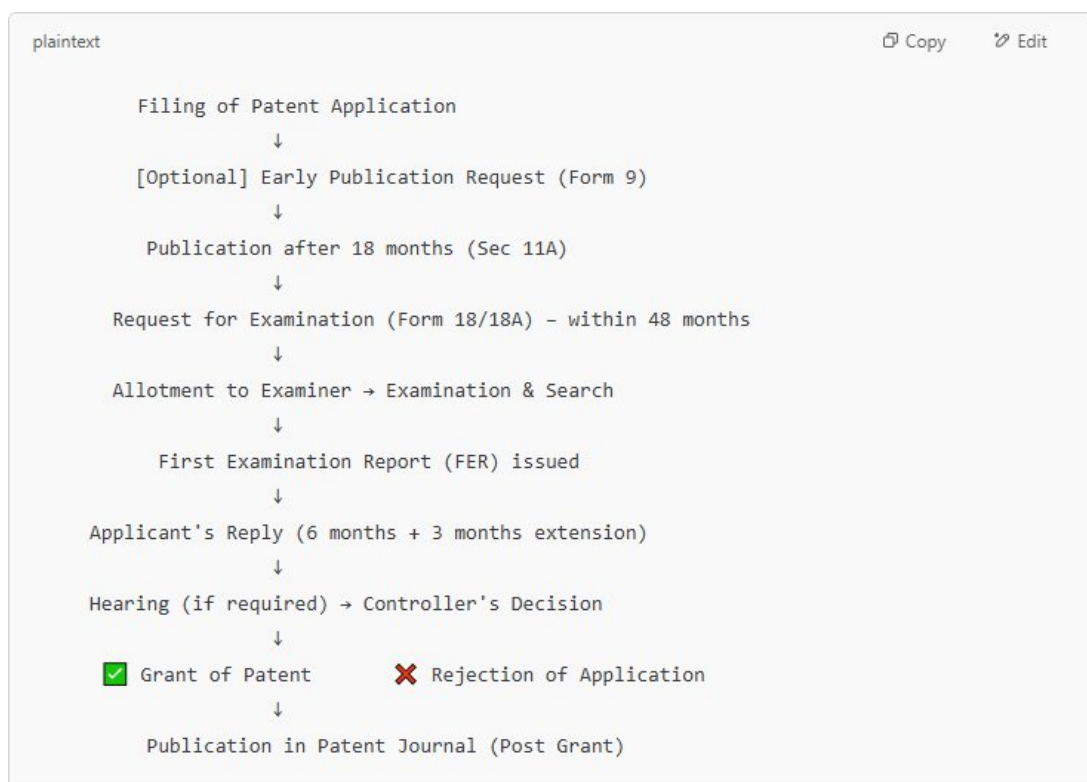 plaintext Copy Edit
Filing of Patent Application
↓
[Optional] Early Publication Request (Form 9)
↓
Publication after 18 months (Sec 11A)
↓
Request for Examination (Form 18/18A) – within 48 months
↓
Allotment to Examiner → Examination & Search
↓
First Examination Report (FER) issued
↓
Applicant's Reply (6 months + 3 months extension)
↓
Hearing (if required) → Controller's Decision
↓
✅ Grant of Patent ❌ Rejection of Application
↓
Publication in Patent Journal (Post Grant)